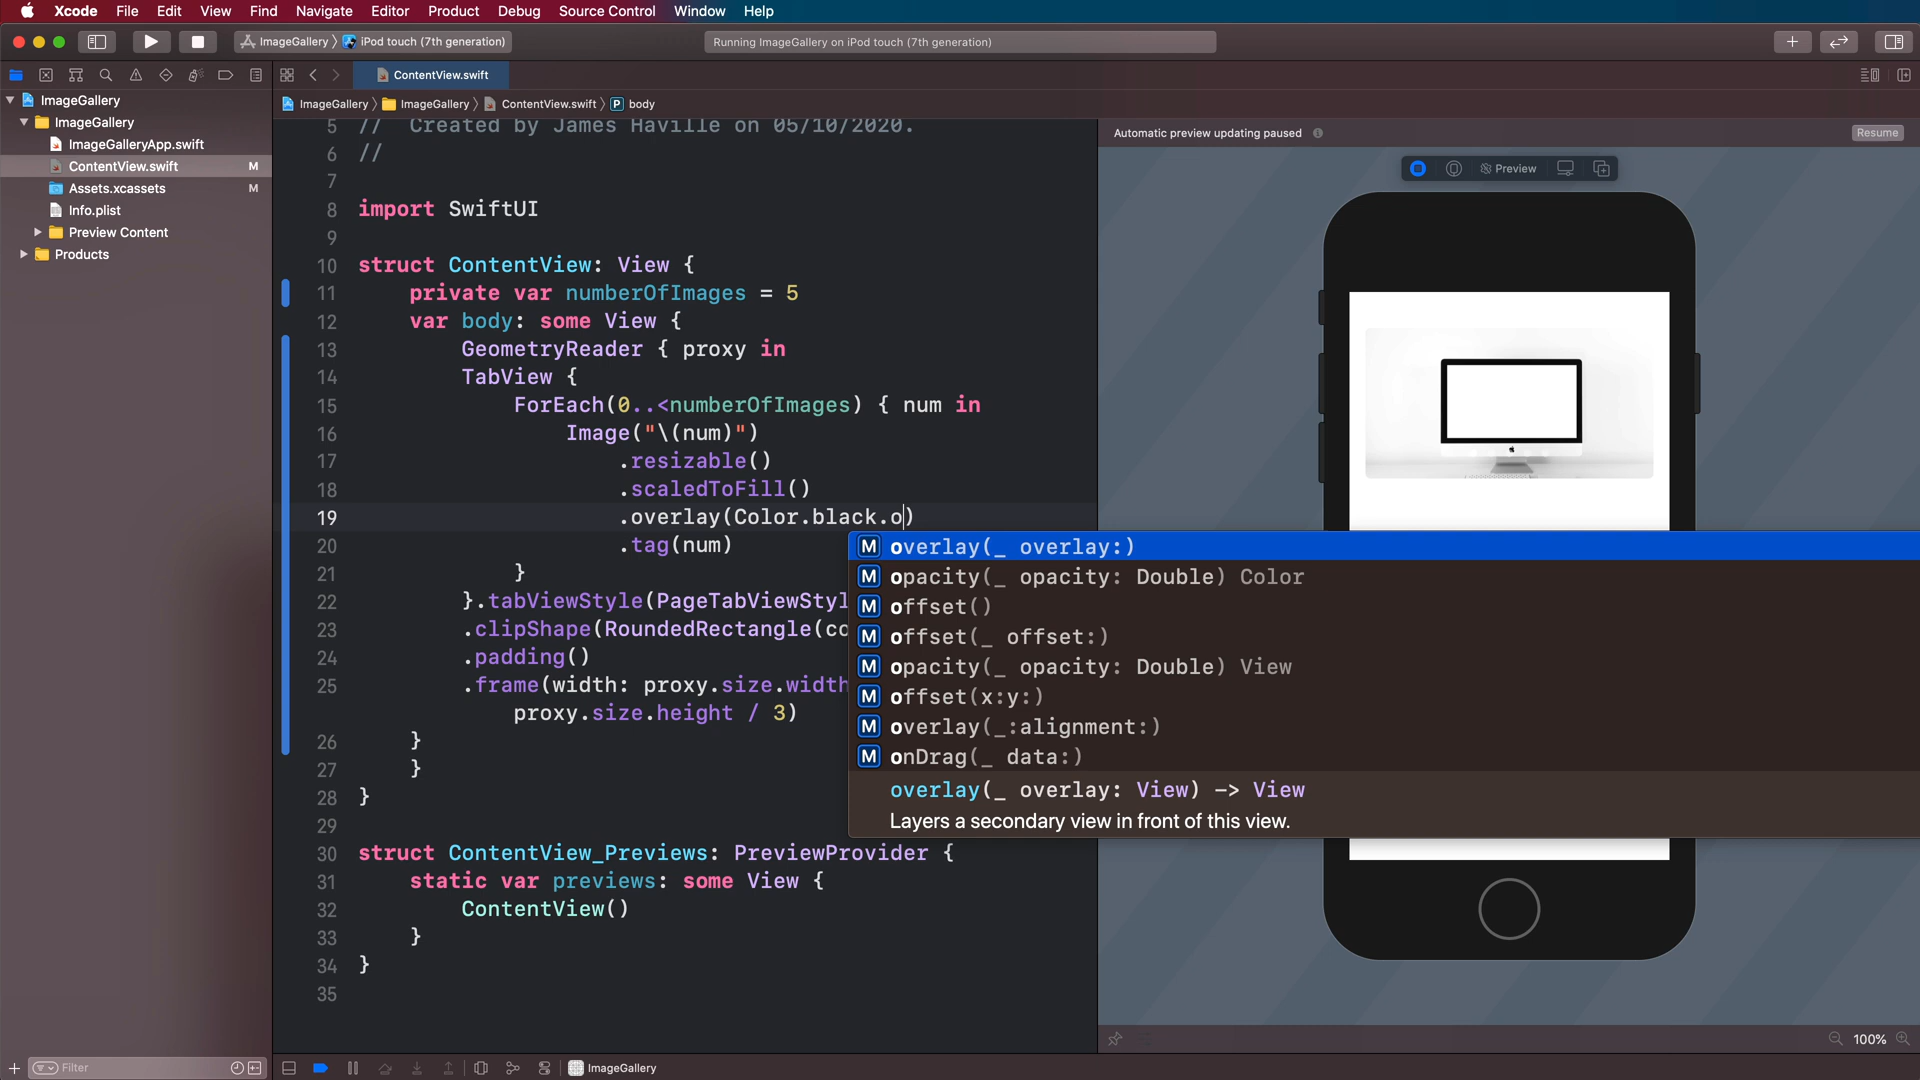 Xcode File Edit View Find Navigate Editor Product Debug Source Control Window Help
ImageGallery iPod touch (7th generation)
Running ImageGallery on iPod touch (7th generation)
ContentView.swift
ImageGallery
ImageGallery ImageGallery ContentView.swift P body
ImageGallery
ImageGalleryApp.swift
ContentView.swift M
Assets.xcassets M
Info.plist
Preview Content
Products
Automatic preview updating paused
Resume
Preview
5 // Created by James Haville on 05/10/2020.
6 //
7
8 import SwiftUI
9
10 struct ContentView: View {
11 private var numberOfImages = 5
12 var body: some View {
13 GeometryReader { proxy in
14 TabView {
15 ForEach(0..<numberOfImages) { num in
16 Image("\(num)")
17 .resizable()
18 .scaledToFill()
19 .overlay(Color.black.o)
20 .tag(num)
21 }
22 }.tabViewStyle(PageTabViewStyl
23 .clipShape(RoundedRectangle(co
24 .padding()
25 .frame(width: proxy.size.width
proxy.size.height / 3)
26 }
27 }
28 }
29
30 struct ContentView_Previews: PreviewProvider {
31 static var previews: some View {
32 ContentView()
33 }
34 }
35
M overlay(_ overlay:)
M opacity(_ opacity: Double) Color
M offset()
M offset(_ offset:)
M opacity(_ opacity: Double) View
M offset(x:y:)
M overlay(_:alignment:)
M onDrag(_ data:)
overlay(_ overlay: View) -> View
Layers a secondary view in front of this view.
100%
Filter
ImageGallery